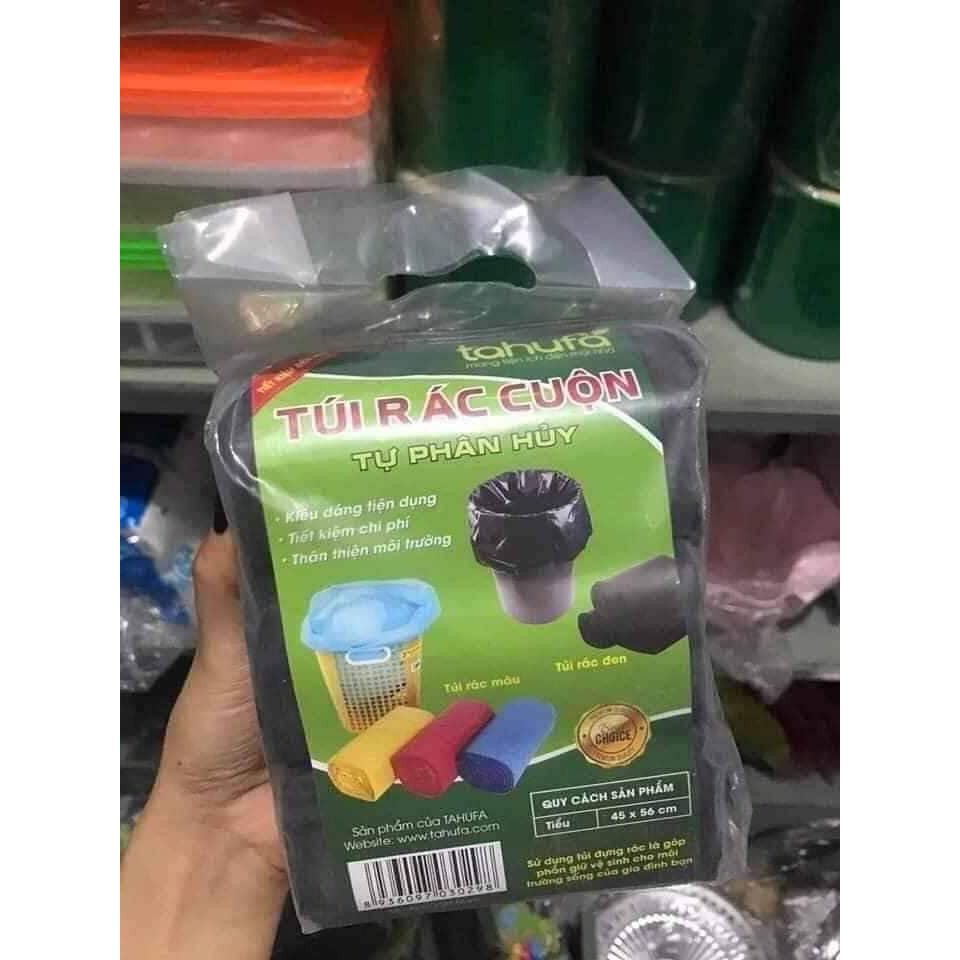 tahufa
mang tiện ích đến mọi nhà
TÚI RÁC CUỘN
TỰ PHÂN HỦY
• Kiểu dáng tiện dụng
• Tiết kiệm chi phí
• Thân thiện môi trường
Túi rác đen
Túi rác màu
CHOICE
QUY CÁCH SẢN PHẨM
Tiểu 45 x 56 cm
Sản phẩm của TAHUFA
Website: www.tahufa.com
Sử dụng túi đựng rác là góp
phần giữ vệ sinh cho môi
trường sống của gia đình bạn
8 936097 030298